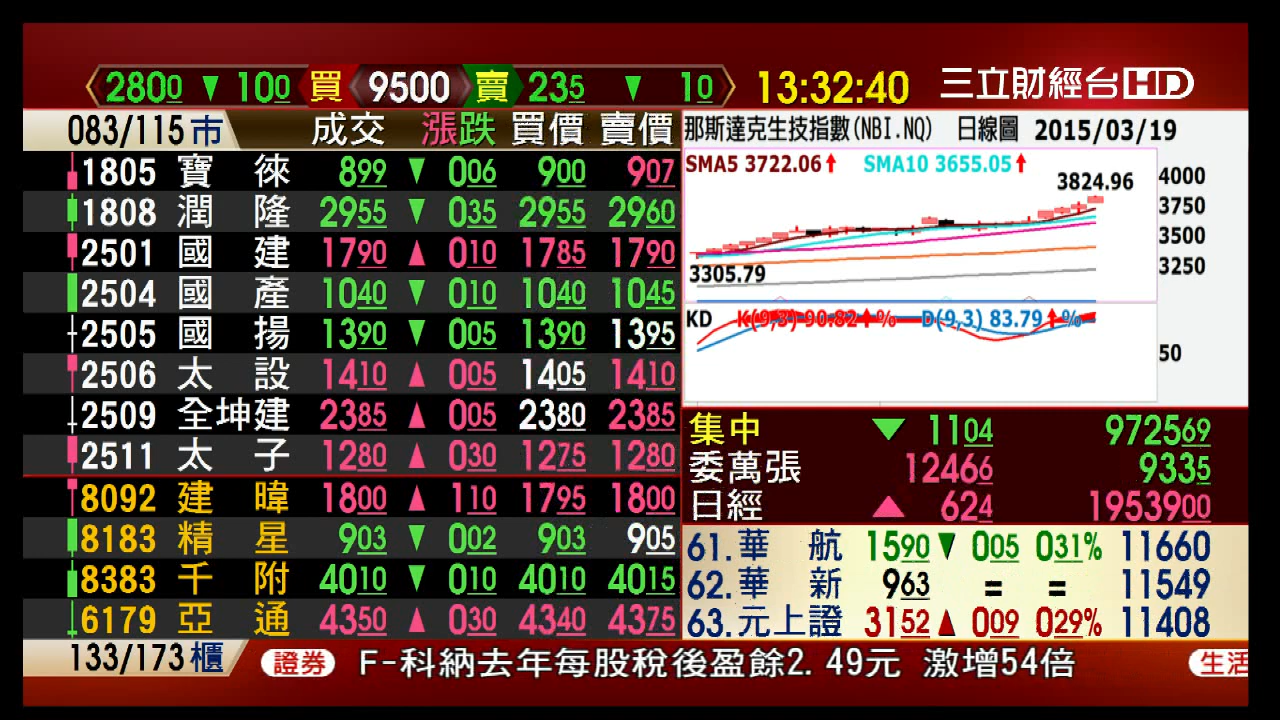 2800 ▼ 100 買 9500 賣 235 ▼ 10 13:32:40 三立財經台HD
083/115市 成交 漲跌 買價 賣價
1805 寶徠 899 ▼ 006 900 907
1808 潤隆 2955 ▼ 035 2955 2960
2501 國建 1790 ▲ 010 1785 1790
2504 國產 1040 ▼ 010 1040 1045
2505 國揚 1390 ▼ 005 1390 1395
2506 太設 1410 ▲ 005 1405 1410
2509 全坤建 2385 ▲ 005 2380 2385
2511 太子 1280 ▲ 030 1275 1280
8092 建暐 1800 ▲ 110 1795 1800
8183 精星 903 ▼ 002 903 905
8383 千附 4010 ▼ 010 4010 4015
6179 亞通 4350 ▲ 030 4340 4375
133/173櫃
那斯達克生技指數(NBI.NQ) 日線圖 2015/03/19
SMA5 3722.06↑ SMA10 3655.05↑
3824.96
4000
3750
3500
3250
3305.79
KD K(9,3) 90.82↑% D(9,3) 83.79↑%
50
集中 ▼ 1104 972569
委萬張 12466 9335
日經 ▲ 624 1953900
61.華航 1590 ▼ 005 031% 11660
62.華新 963 = = 11549
63.元上證 3152 ▲ 009 029% 11408
證券 F-科納去年每股稅後盈餘2.49元 激增54倍 生活